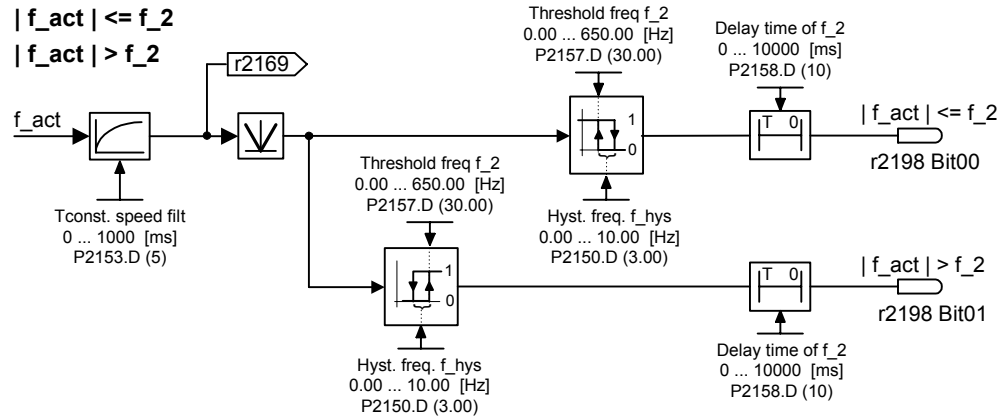 | f_act | <= f_2
| f_act | > f_2
r2169
f_act
Tconst. speed filt
0 ... 1000 [ms]
P2153.D (5)
Threshold freq f_2
0.00 ... 650.00 [Hz]
P2157.D (30.00)
1
0
Hyst. freq. f_hys
0.00 ... 10.00 [Hz]
P2150.D (3.00)
Delay time of f_2
0 ... 10000 [ms]
P2158.D (10)
T 0
| f_act | <= f_2
r2198 Bit00
Threshold freq f_2
0.00 ... 650.00 [Hz]
P2157.D (30.00)
1
0
Hyst. freq. f_hys
0.00 ... 10.00 [Hz]
P2150.D (3.00)
T 0
Delay time of f_2
0 ... 10000 [ms]
P2158.D (10)
| f_act | > f_2
r2198 Bit01